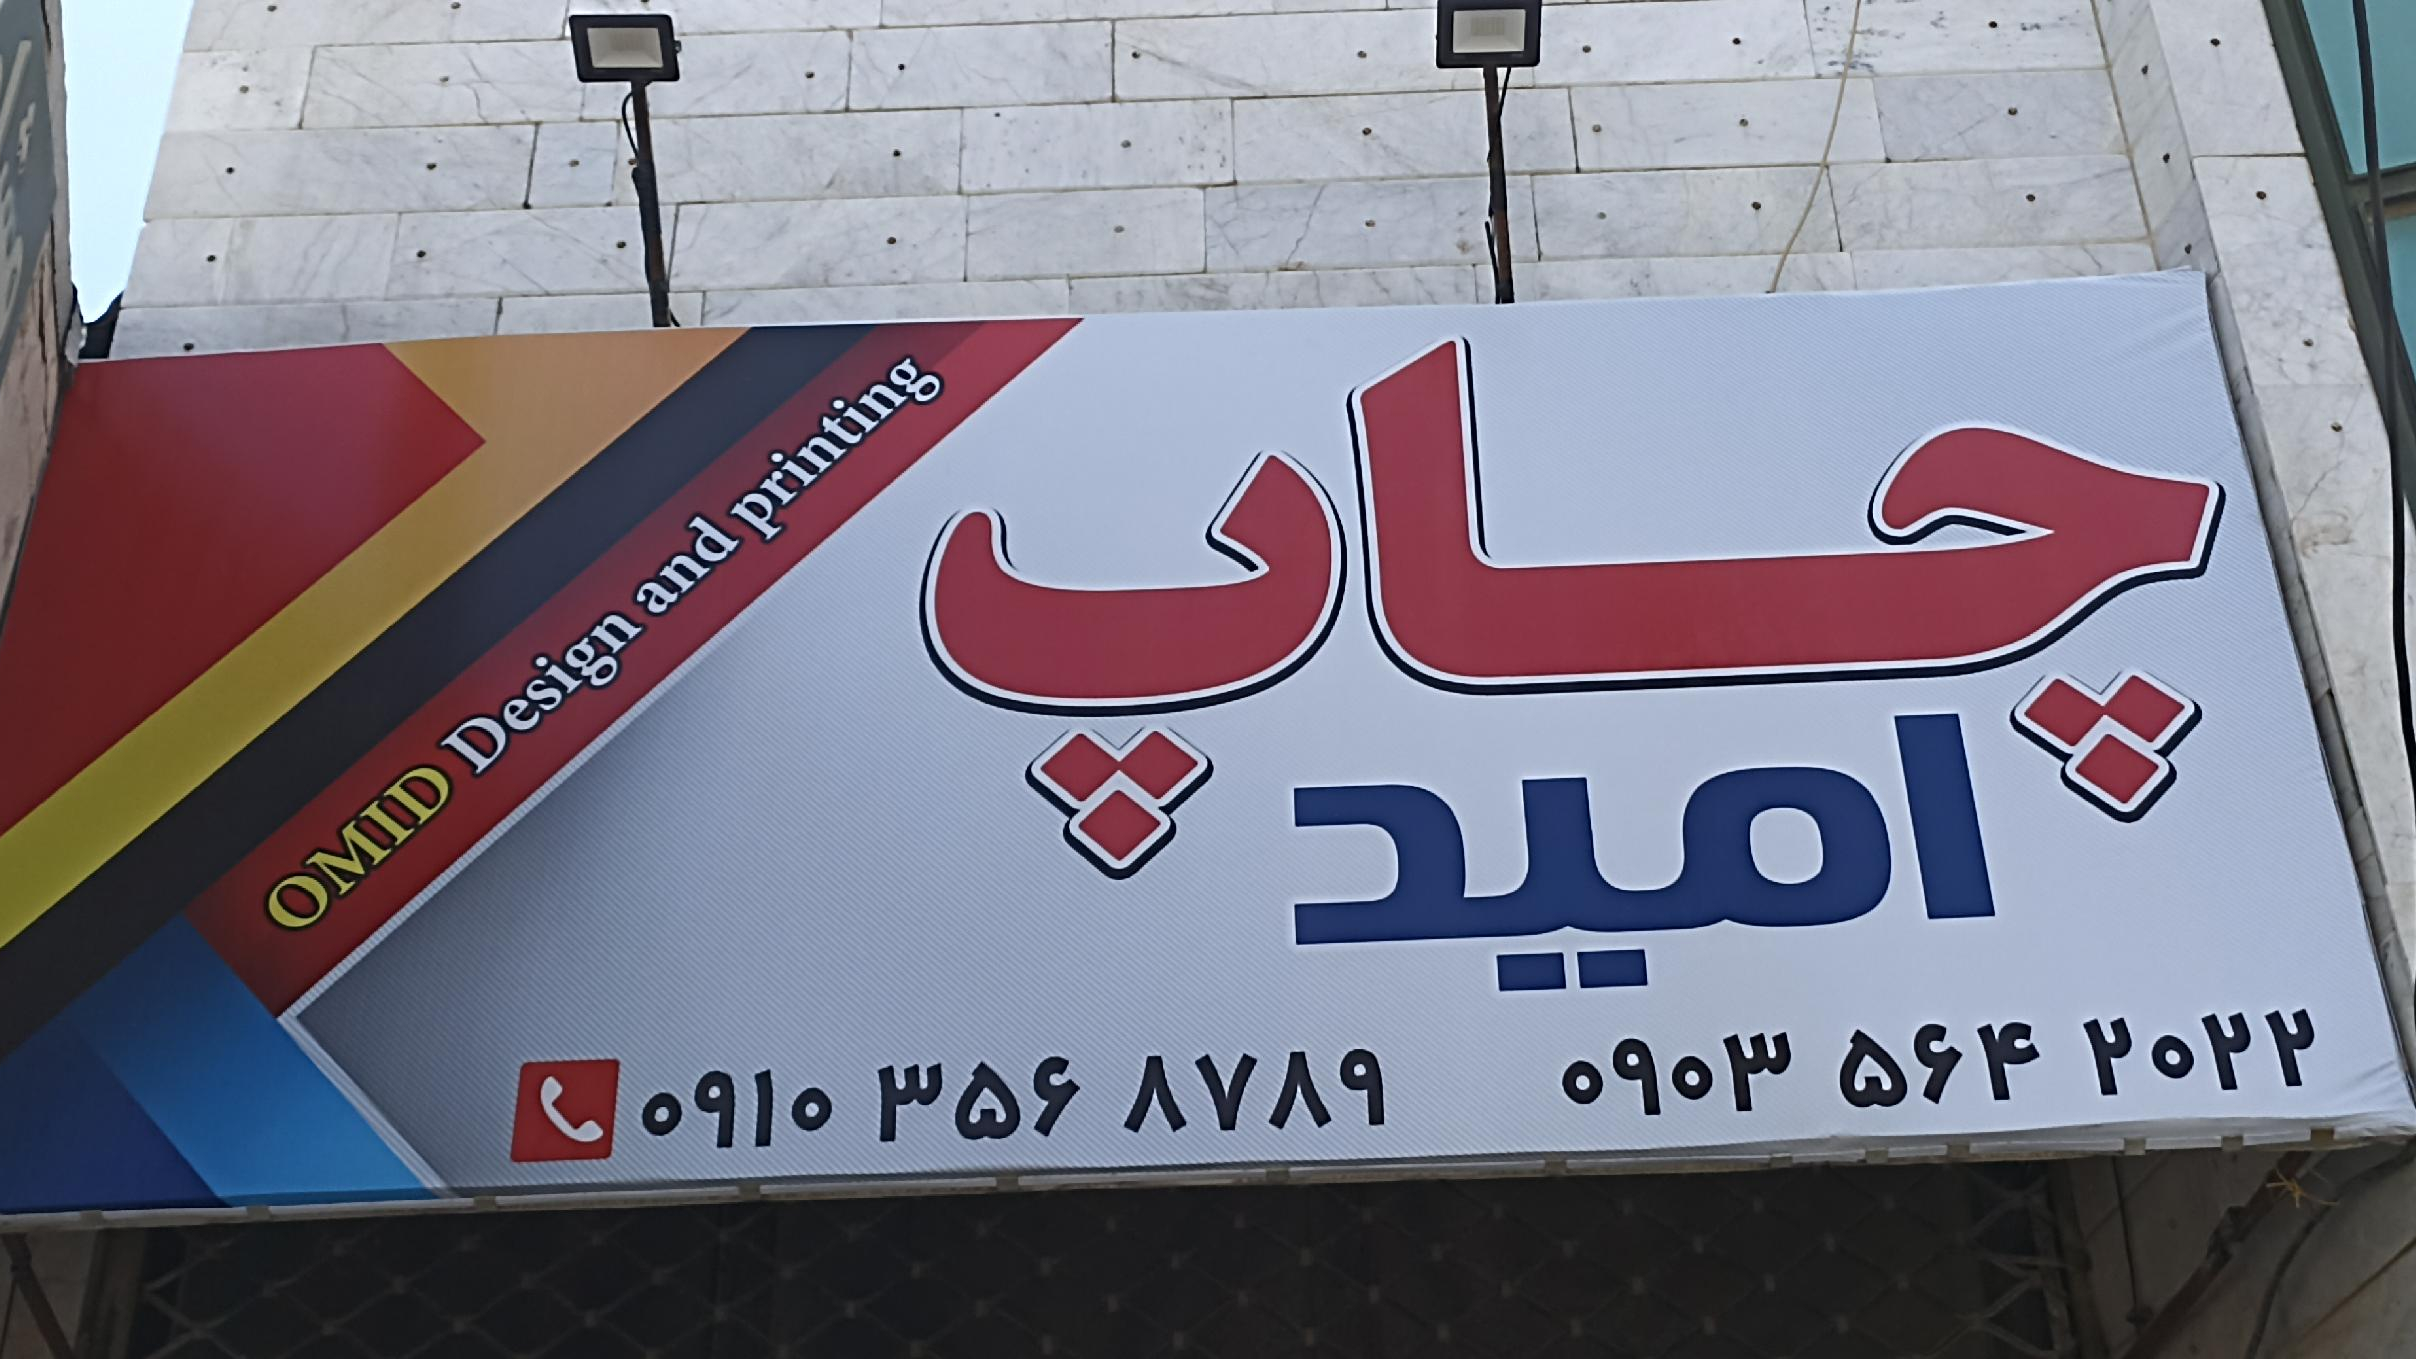 چاپ
امید
OMID Design and printing
۰۹۱۰ ۳۵۶ ۸۷۸۹
۰۹۰۳ ۵۶۴ ۲۰۲۲